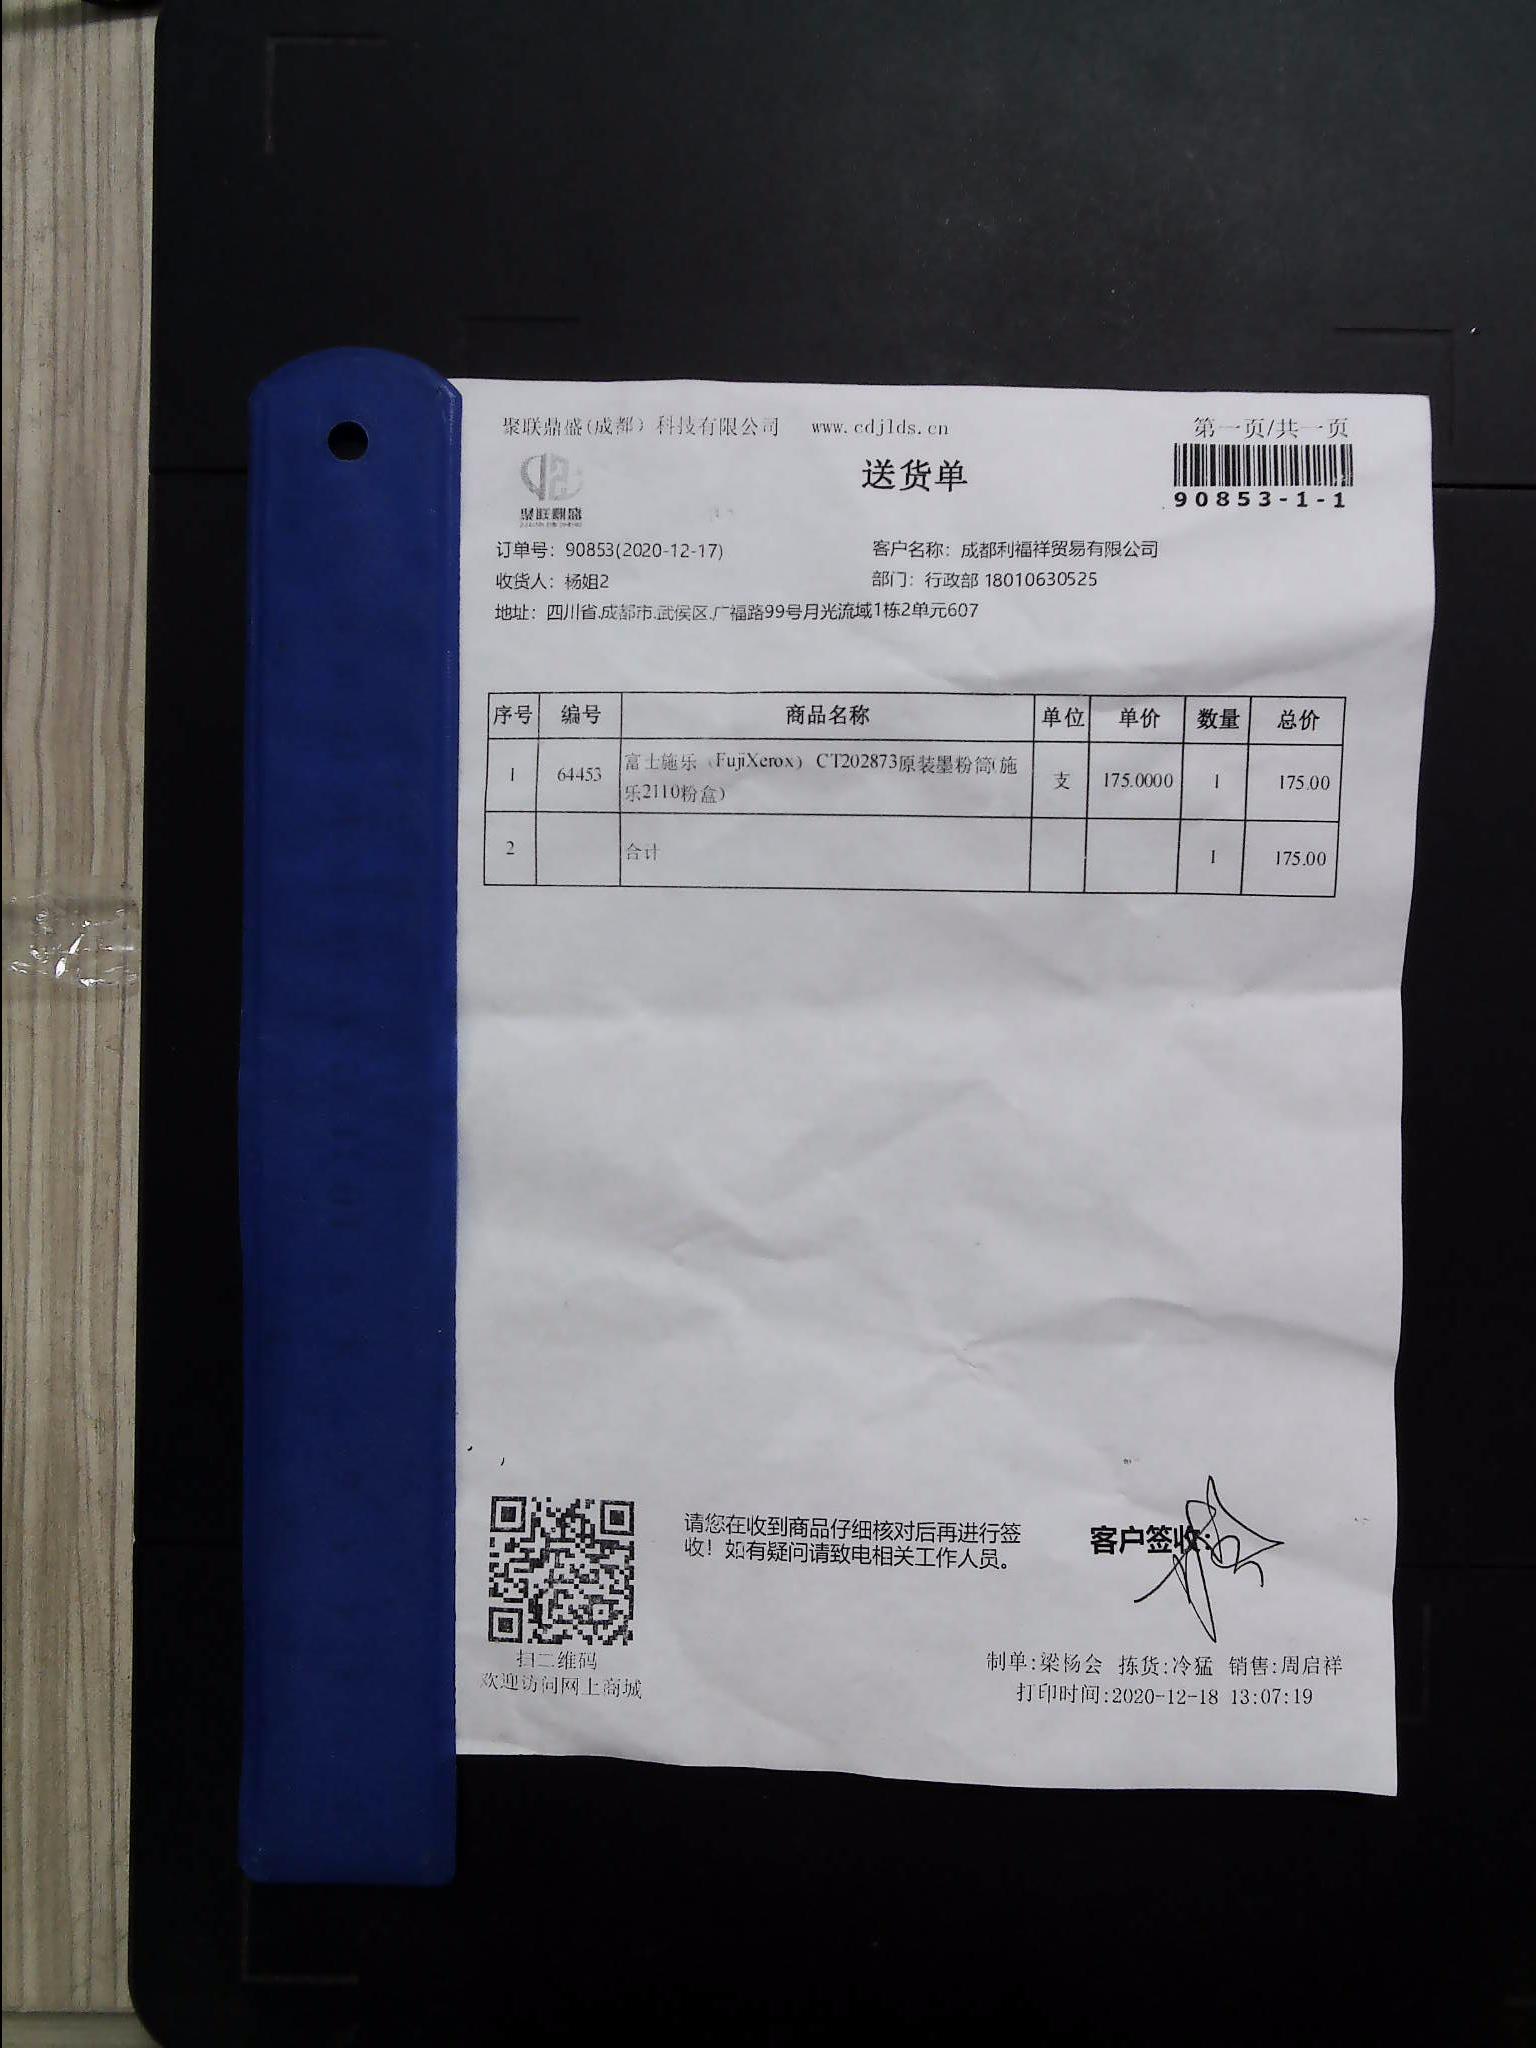 聚联鼎盛(成都）科技有限公司 www.cdjlds.cn 第一页/共一页
送货单
90853-1-1
聚联鼎盛
订单号：90853(2020-12-17) 客户名称：成都利福祥贸易有限公司
收货人：杨姐2 部门：行政部 18010630525
地址：四川省.成都市.武侯区.广福路99号月光流域1栋2单元607
序号 编号 商品名称 单位 单价 数量 总价
1 64453 富士施乐（FujiXerox） CT202873原装墨粉筒(施 支 175.0000 1 175.00
乐2110粉盒)
2 合计 1 175.00
请您在收到商品仔细核对后再进行签
收！如有疑问请致电相关工作人员。
客户签收:
扫二维码
欢迎访问网上商城
制单:梁杨会 拣货:冷猛 销售:周启祥
打印时间:2020-12-18 13:07:19